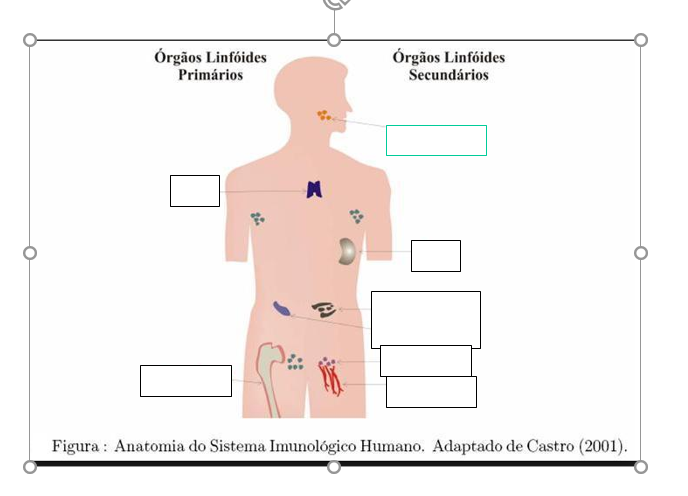 Órgãos Linfóides
Primários
Órgãos Linfóides
Secundários
Figura : Anatomia do Sistema Imunológico Humano. Adaptado de Castro (2001).